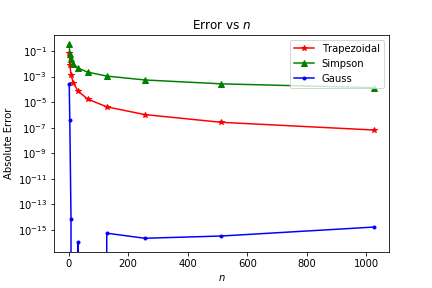 Error vs n
Absolute Error
10⁻¹
10⁻³
10⁻⁵
10⁻⁷
10⁻⁹
10⁻¹¹
10⁻¹³
10⁻¹⁵
Trapezoidal
Simpson
Gauss
0 200 400 600 800 1000
n